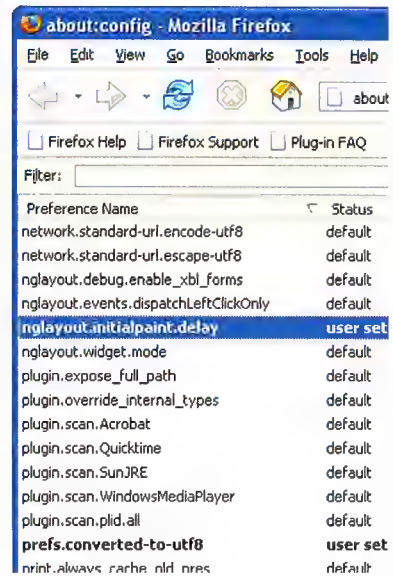 about:config - Mozilla Firefox
File Edit View Go Bookmarks Tools Help
about
Firefox Help Firefox Support Plug-in FAQ
Filter:
Preference Name Status
network.standard-url.encode-utf8 default
network.standard-url.escape-utf8 default
nglayout.debug.enable_xbl_forms default
nglayout.events.dispatchLeftClickOnly default
nglayout.initialpaint.delay user set
nglayout.widget.mode default
plugin.expose_full_path default
plugin.override_internal_types default
plugin.scan.Acrobat default
plugin.scan.Quicktime default
plugin.scan.SunJRE default
plugin.scan.WindowsMediaPlayer default
plugin.scan.plid.all default
prefs.converted-to-utf8 user set
print.always_cache_old_pres default